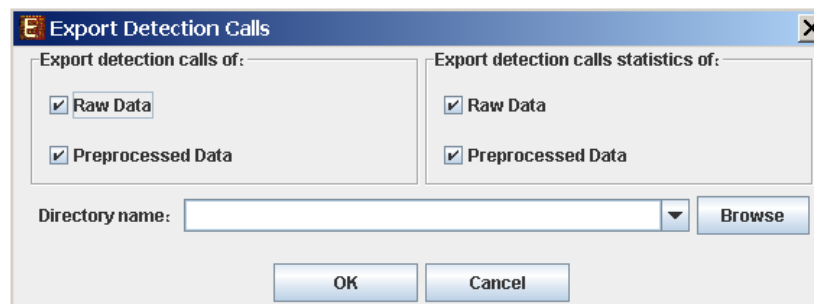 E Export Detection Calls
Export detection calls of:
Raw Data
Preprocessed Data
Export detection calls statistics of:
Raw Data
Preprocessed Data
Directory name:
Browse
OK
Cancel